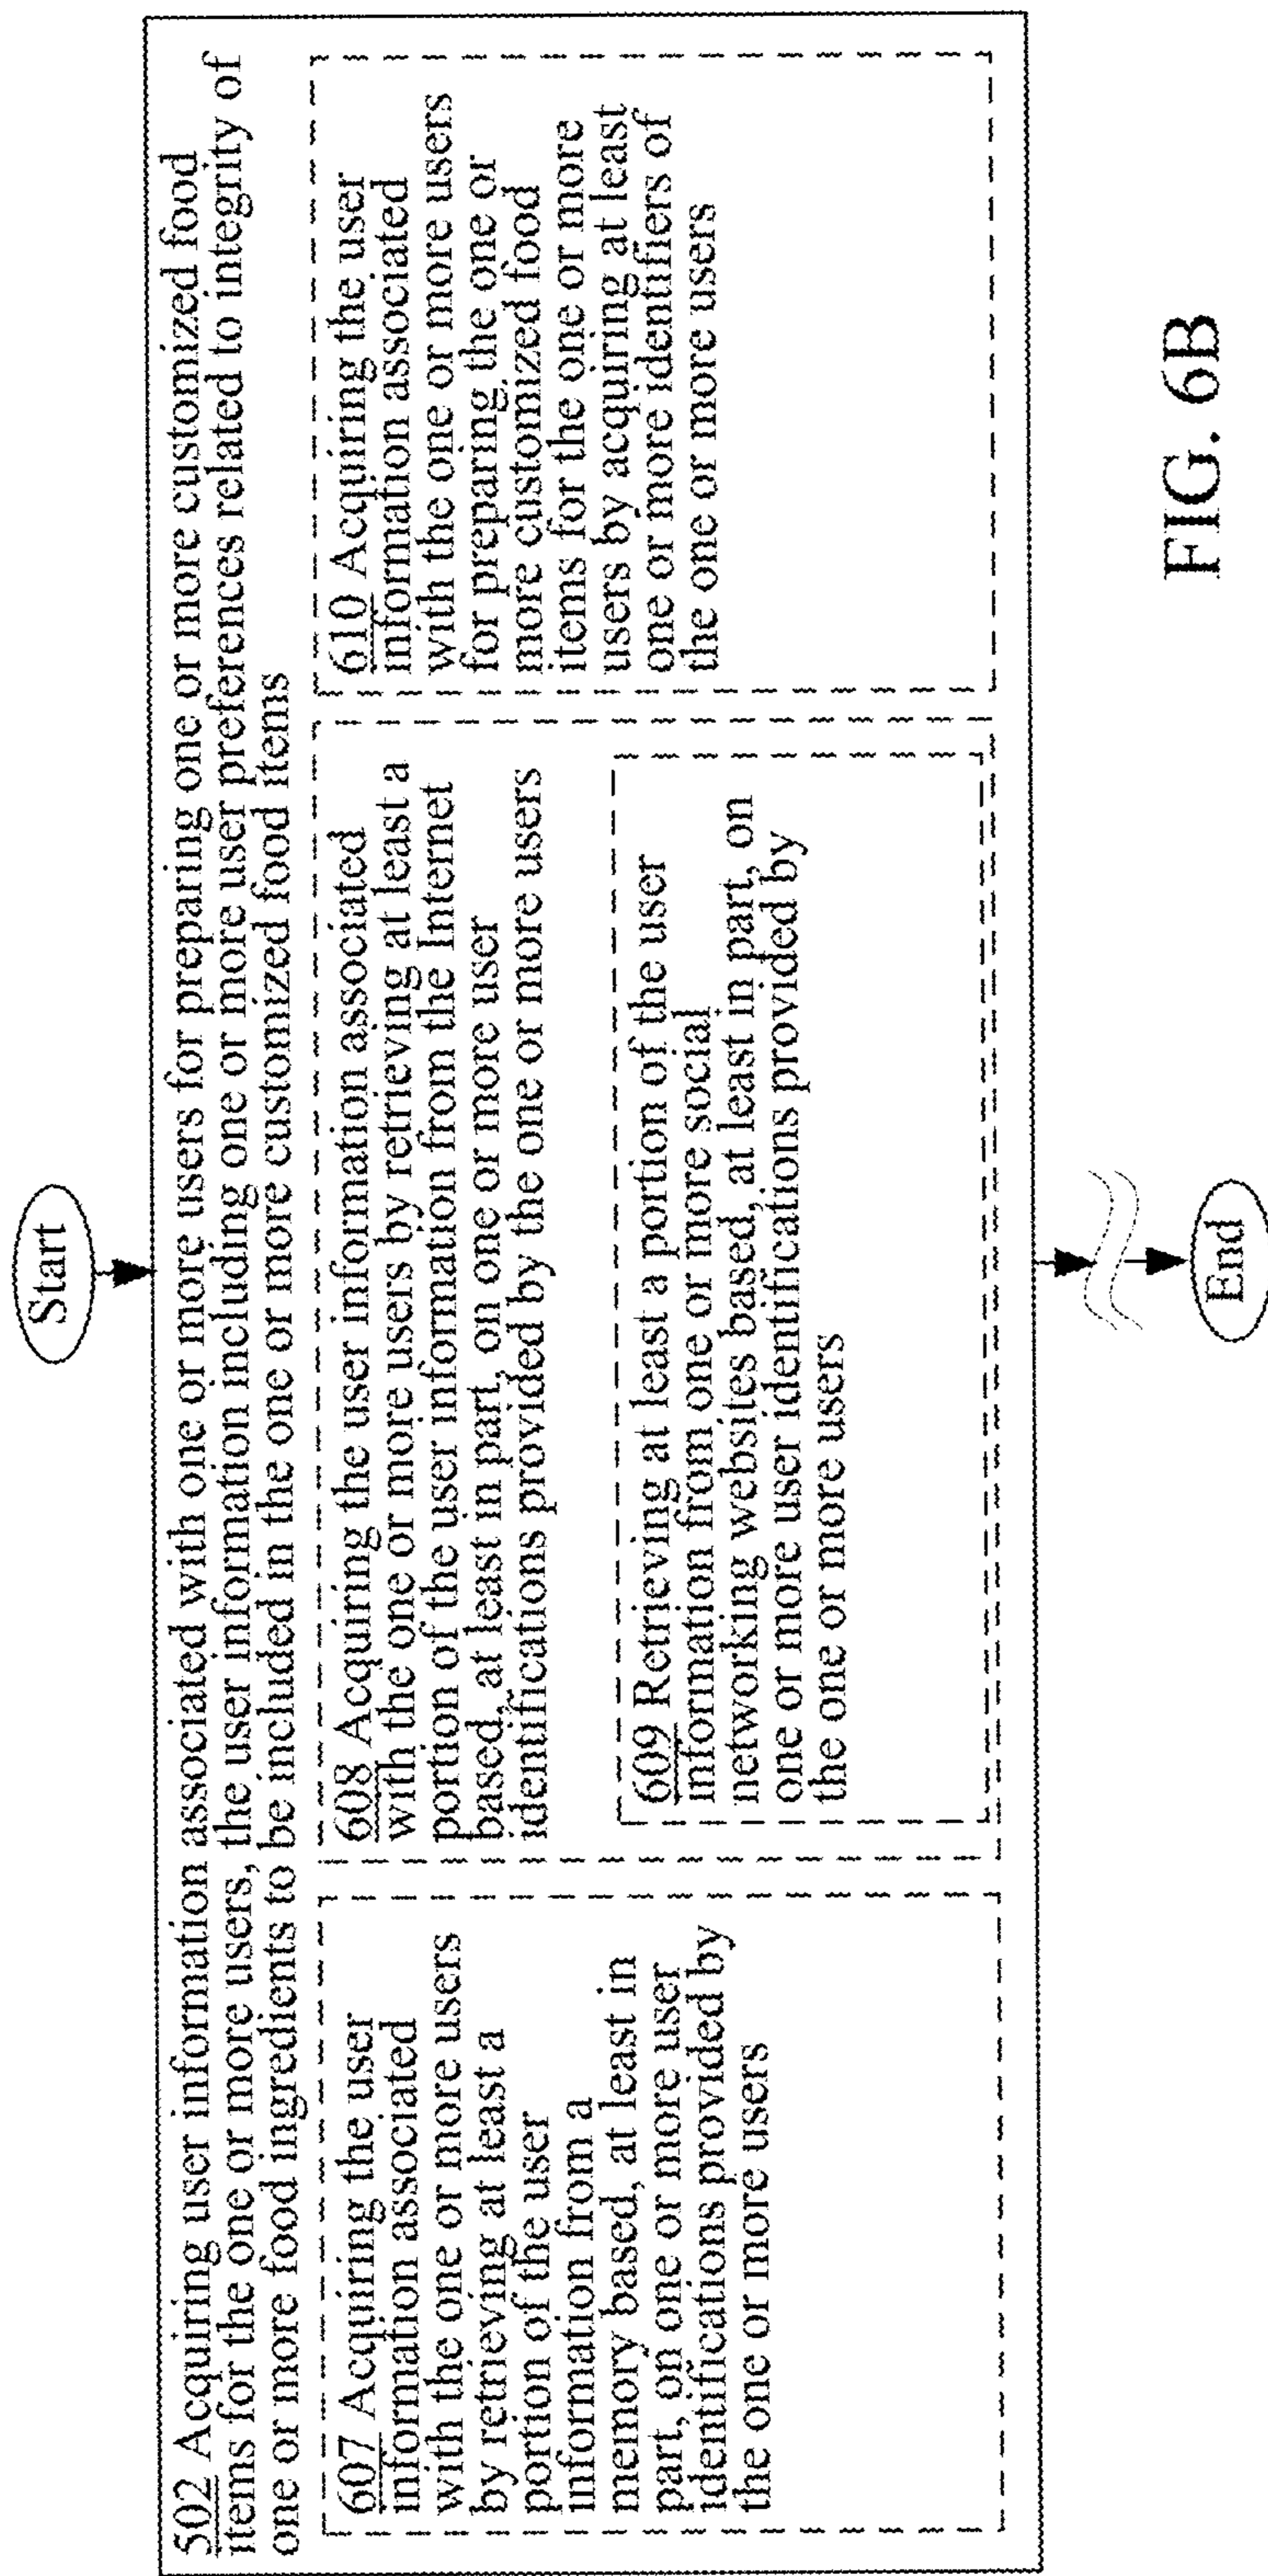 Start
502 Acquiring user information associated with one or more users for preparing one or more customized food
items for the one or more users, the user information including one or more user preferences related to integrity of
one or more food ingredients to be included in the one or more customized food items
607 Acquiring the user
information associated
with the one or more users
by retrieving at least a
portion of the user
information from a
memory based, at least in
part, on one or more user
identifications provided by
the one or more users
608 Acquiring the user information associated
with the one or more users by retrieving at least a
portion of the user information from the Internet
based, at least in part, on one or more user
identifications provided by the one or more users
609 Retrieving at least a portion of the user
information from one or more social
networking websites based, at least in part, on
one or more user identifications provided by
the one or more users
610 Acquiring the user
information associated
with the one or more users
for preparing the one or
more customized food
items for the one or more
users by acquiring at least
one or more identifiers of
the one or more users
End
FIG. 6B